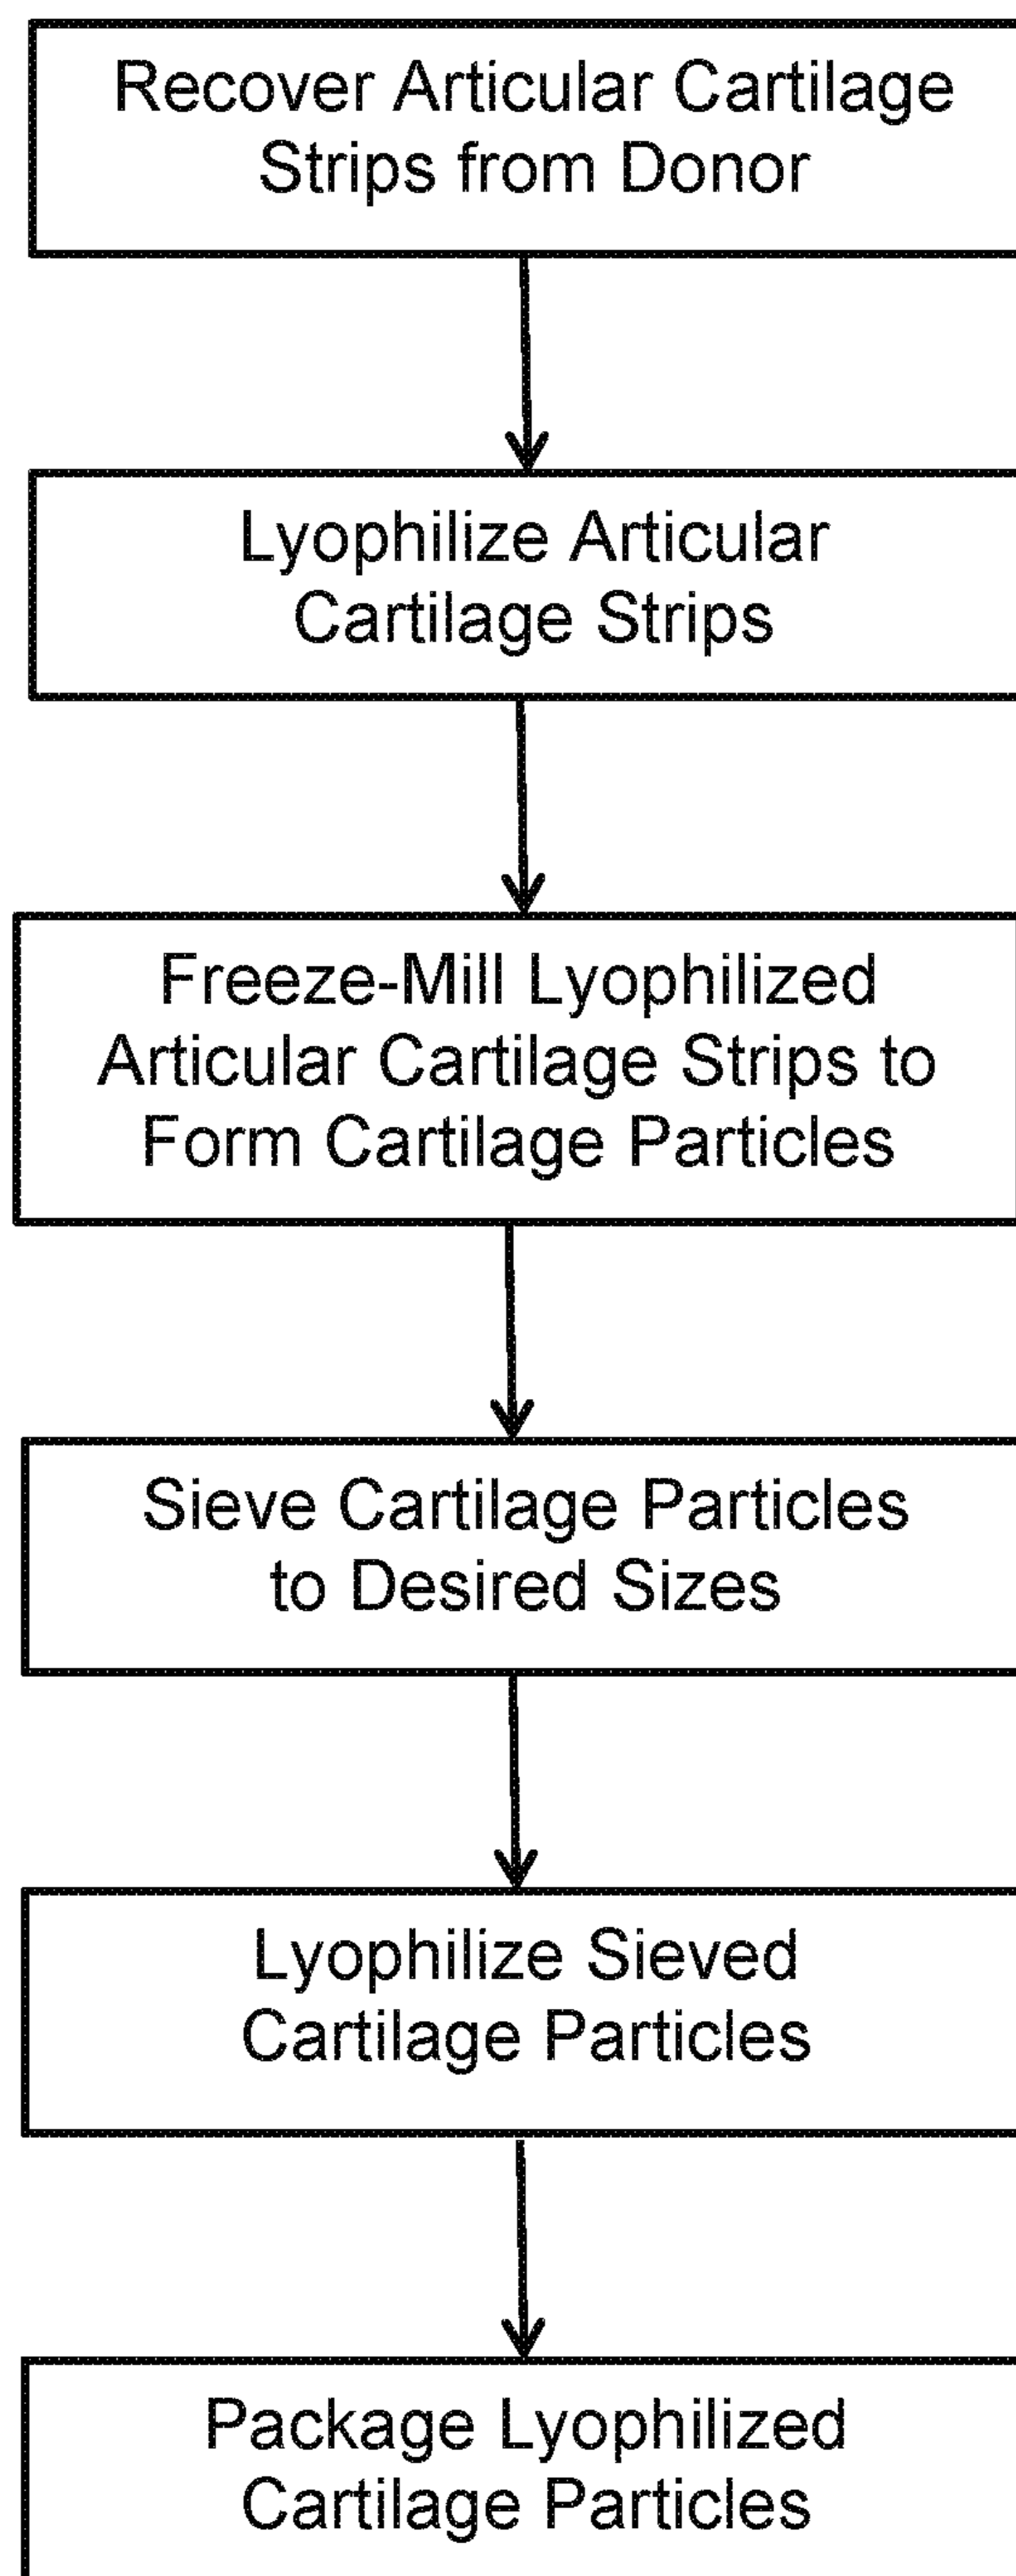 Recover Articular Cartilage
Strips from Donor
Lyophilize Articular
Cartilage Strips
Freeze-Mill Lyophilized
Articular Cartilage Strips to
Form Cartilage Particles
Sieve Cartilage Particles
to Desired Sizes
Lyophilize Sieved
Cartilage Particles
Package Lyophilized
Cartilage Particles